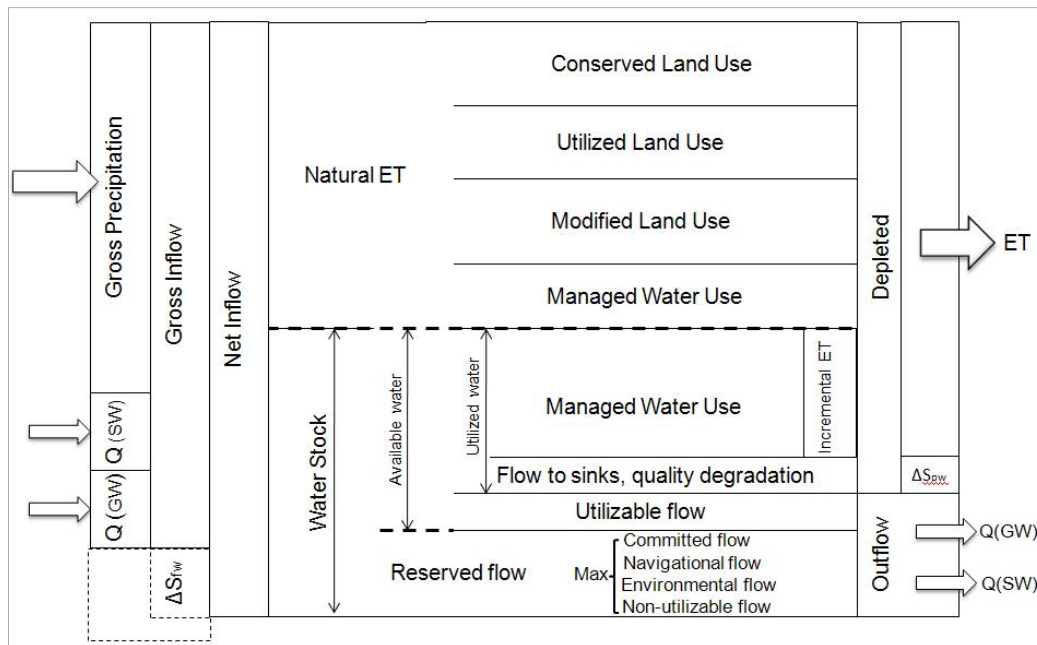 Gross Precipitation
Q (SW)
Q (GW)
Gross Inflow
ΔSfw
Net Inflow
Natural ET
Conserved Land Use
Utilized Land Use
Modified Land Use
Managed Water Use
Water Stock
Available water
Utilized water
Managed Water Use
Incremental ET
Flow to sinks, quality degradation
Utilizable flow
Reserved flow
Max
Committed flow
Navigational flow
Environmental flow
Non-utilizable flow
Depleted
Outflow
ΔSpw
ET
Q(GW)
Q(SW)